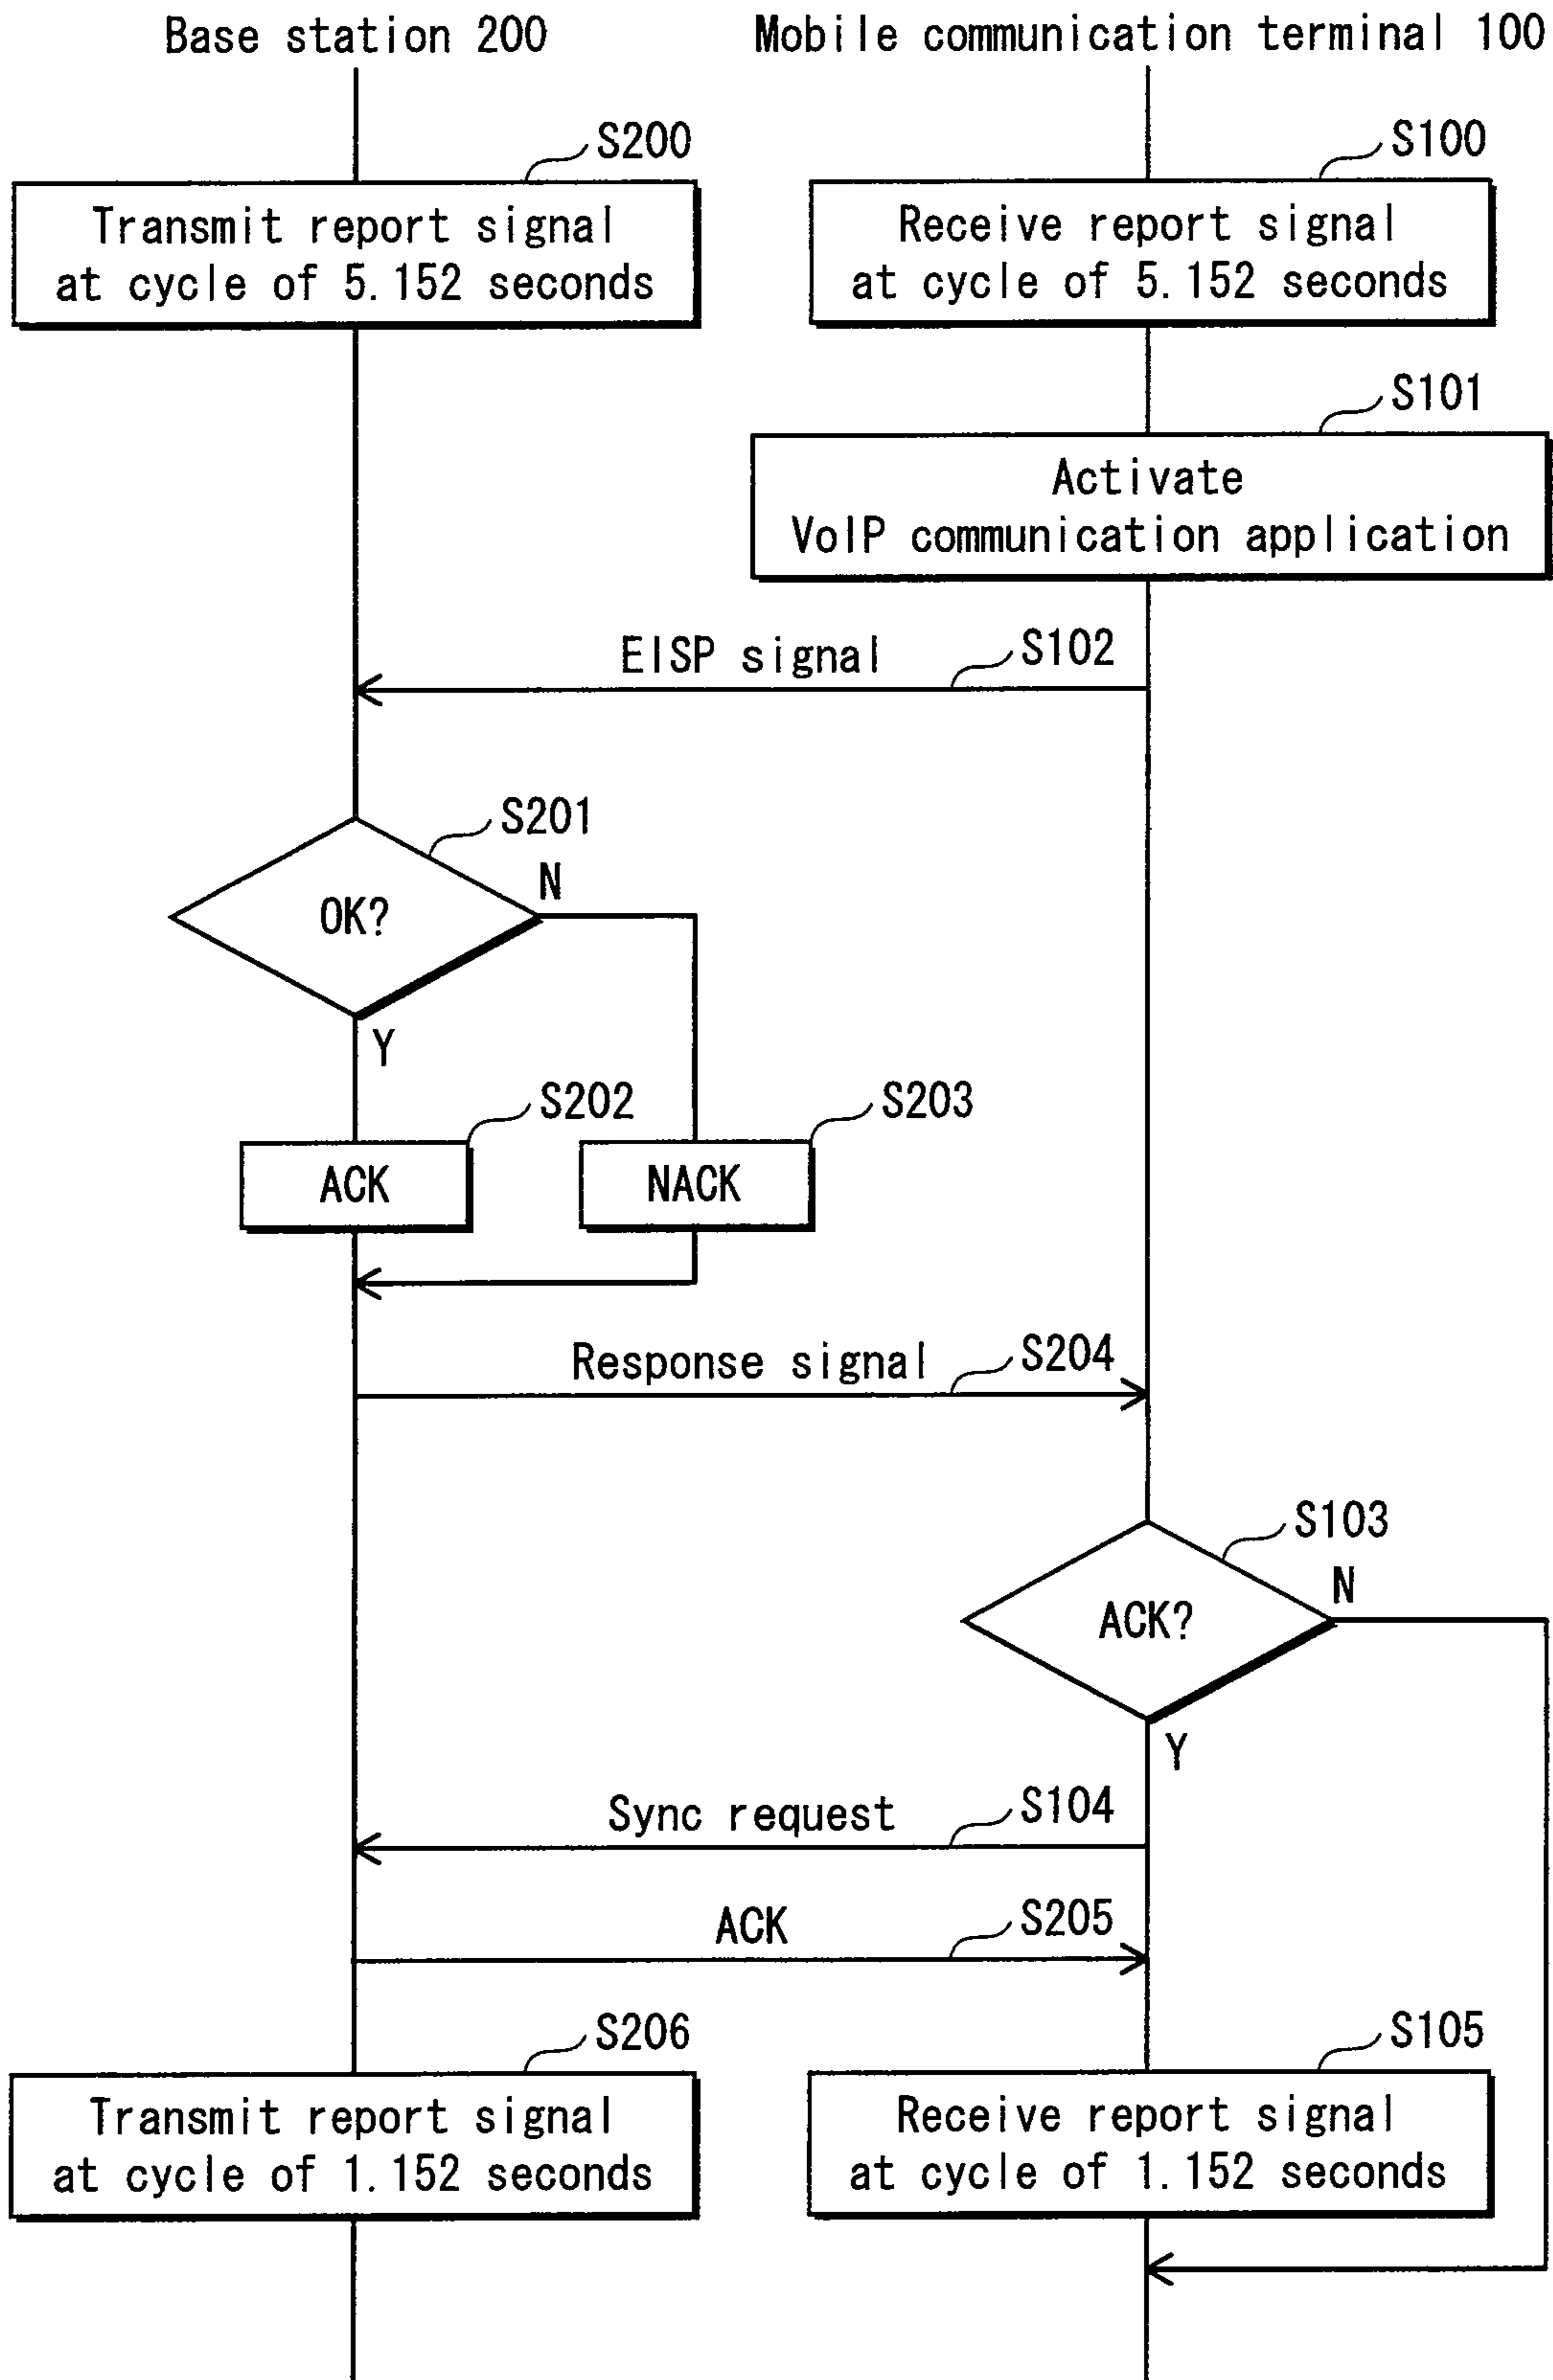 Base station 200
Mobile communication terminal 100
S200
S100
Transmit report signal
at cycle of 5.152 seconds
Receive report signal
at cycle of 5.152 seconds
S101
Activate
VoIP communication application
EISP signal
S102
S201
OK?
N
Y
S202
S203
ACK
NACK
Response signal
S204
S103
ACK?
N
Y
Sync request
S104
ACK
S205
S206
S105
Transmit report signal
at cycle of 1.152 seconds
Receive report signal
at cycle of 1.152 seconds